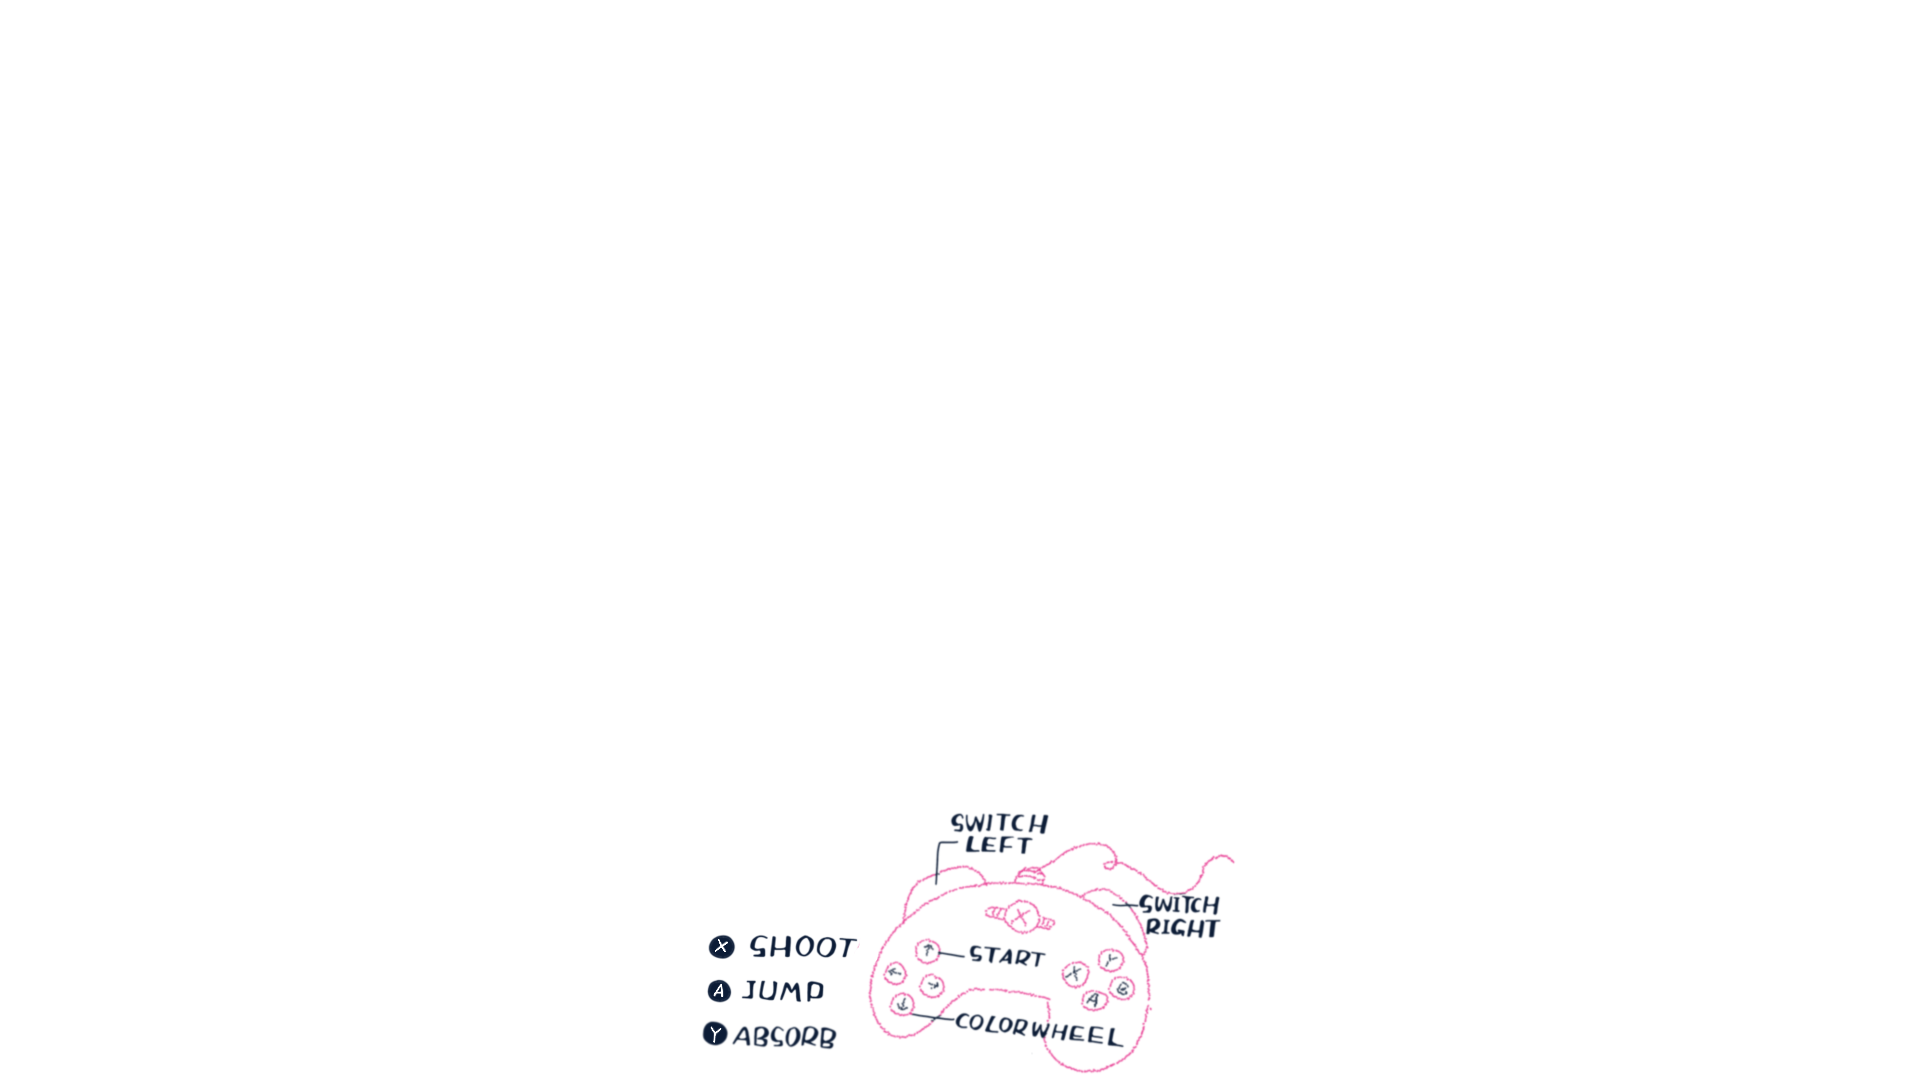 SWITCH
LEFT
SWITCH
RIGHT
X
X SHOOT
↑ START
Y
X
← →
B
A JUMP
A
↓
COLORWHEEL
Y ABSORB